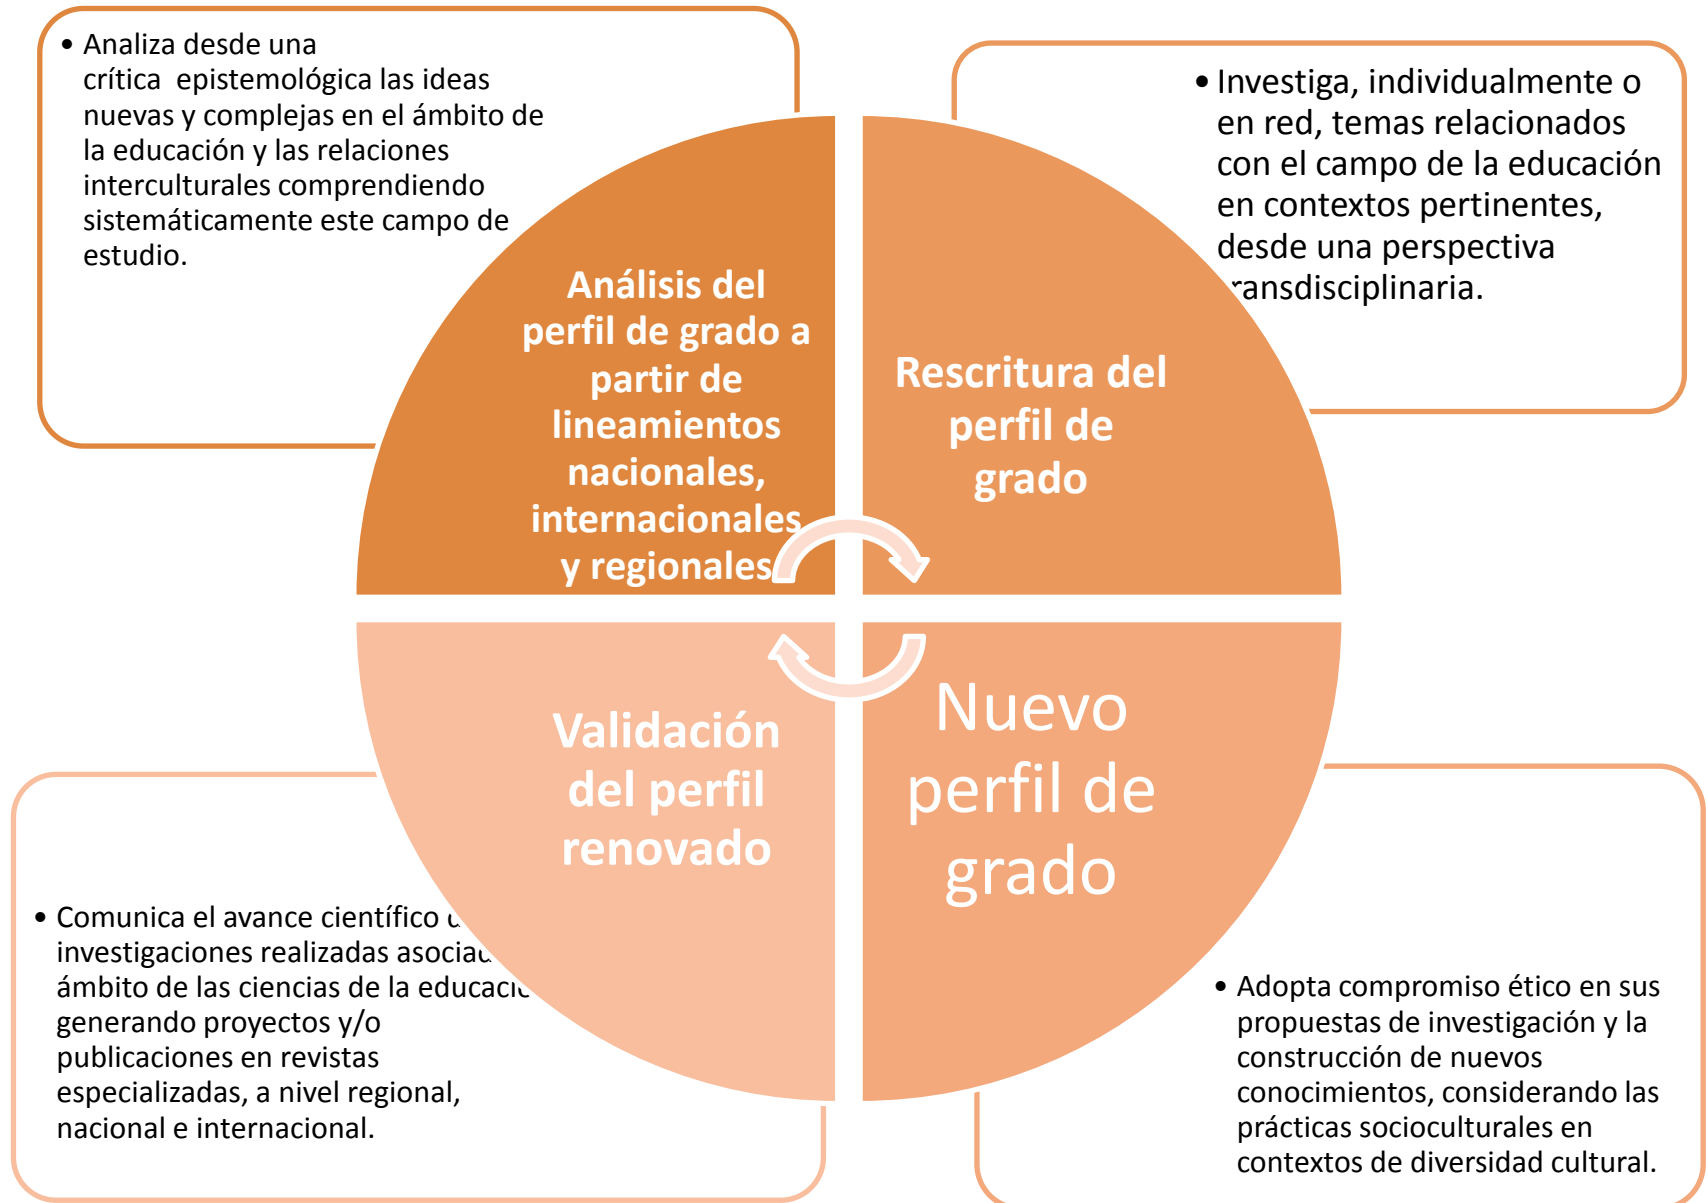 • Analiza desde una
crítica epistemológica las ideas
nuevas y complejas en el ámbito de
la educación y las relaciones
interculturales comprendiendo
sistemáticamente este campo de
estudio.
• Investiga, individualmente o
en red, temas relacionados
con el campo de la educación
en contextos pertinentes,
desde una perspectiva
ransdisciplinaria.
Análisis del
perfil de grado a
partir de
lineamientos
nacionales,
internacionales
y regionales
Rescritura del
perfil de
grado
Validación
del perfil
renovado
Nuevo
perfil de
grado
• Comunica el avance científico
investigaciones realizadas
ámbito de las ciencias de la
generando proyectos y/o
publicaciones en revistas
especializadas, a nivel regional,
nacional e internacional.
• Adopta compromiso ético en sus
propuestas de investigación y la
construcción de nuevos
conocimientos, considerando las
prácticas socioculturales en
contextos de diversidad cultural.